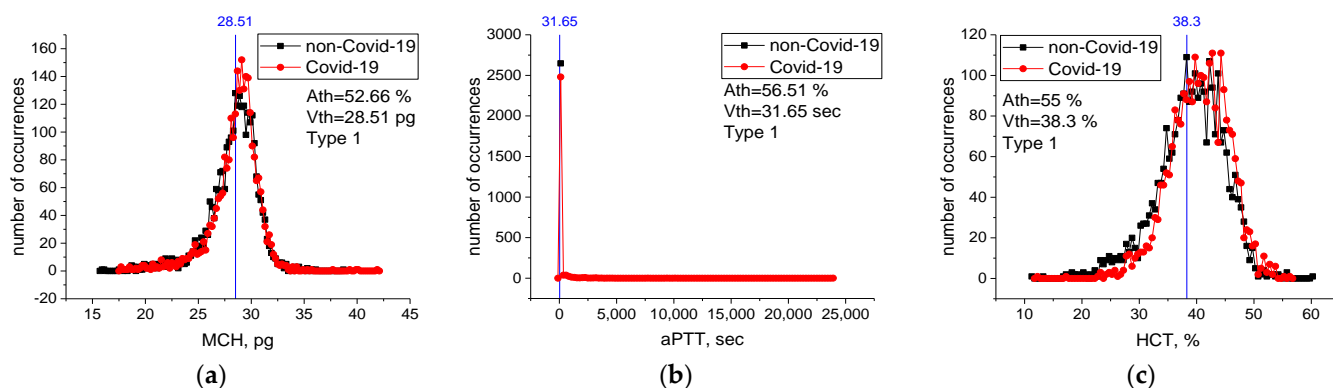 28.51
160
140
120
100
80
60
40
20
0
-20
number of occurrences
non-Covid-19
Covid-19
Ath=52.66 %
Vth=28.51 pg
Type 1
15 20 25 30 35 40 45
MCH, pg
(a)
31.65
3000
2500
2000
1500
1000
500
0
number of occurrences
non-Covid-19
Covid-19
Ath=56.51 %
Vth=31.65 sec
Type 1
0 5,000 10,000 15,000 20,000 25,000
aPTT, sec
(b)
38.3
120
100
80
60
40
20
0
number of occurrences
non-Covid-19
Covid-19
Ath=55 %
Vth=38.3 %
Type 1
10 20 30 40 50 60
HCT, %
(c)